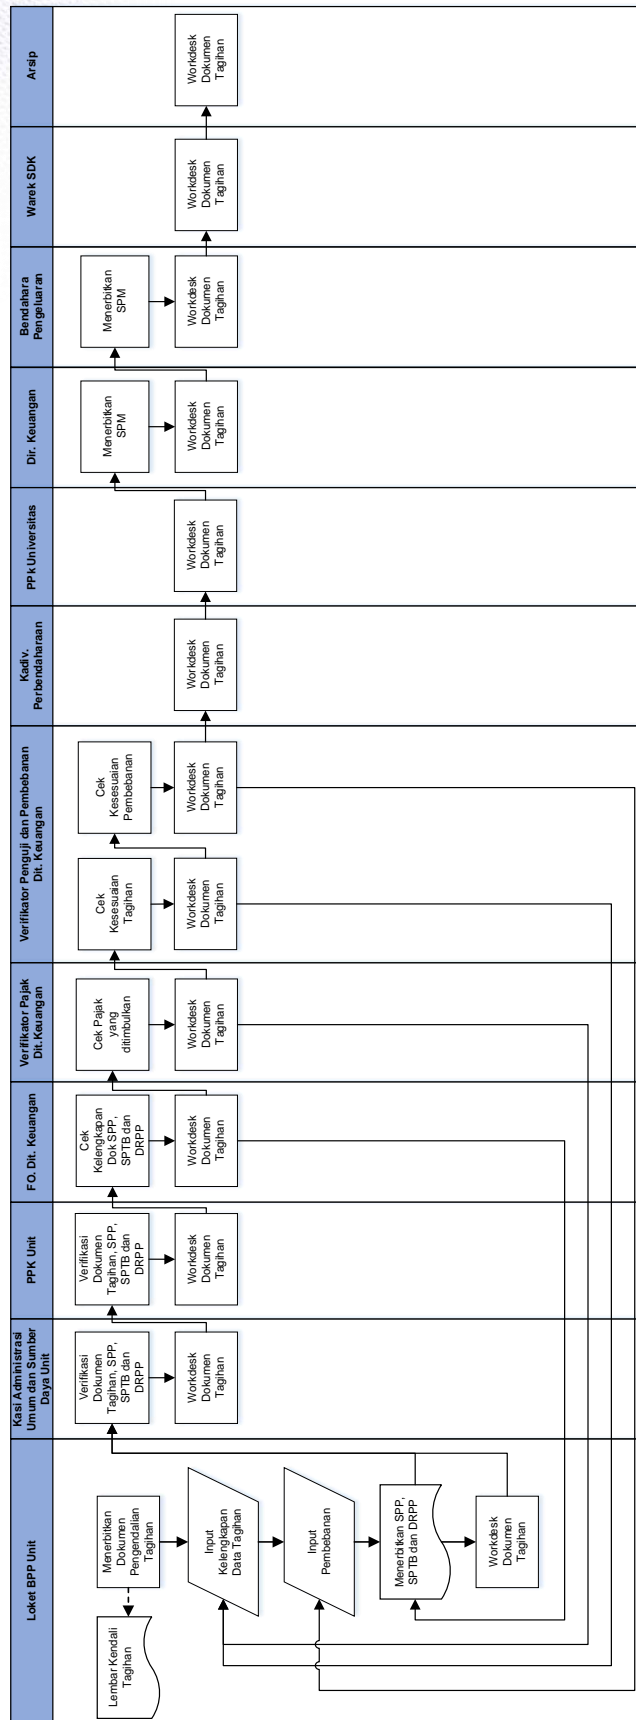 Loket BPP Unit
Kasi Administrasi
Umum dan Sumber
Daya Unit
PPK Unit
FO. Dit. Keuangan
Verifikator Pajak
Dit.Keuangan
Verifikator Penguji dan Pembebanan
Dit. Keuangan
Kadiv.
Perbendaharaan
PPk Universitas
Dir. Keuangan
Bendahara
Pengeluaran
Warek SDK
Arsip
Lembar Kendali
Tagihan
Menerbitkan
Dokumen
Pengendalian
Tagihan
Input
Kelengkapan
Data Tagihan
Input
Pembebanan
Menerbitkan SPP,
SPTB dan DRPP
Workdesk
Dokumen
Tagihan
Verifikasi
Dokumen
Tagihan, SPP,
SPTB dan
DRPP
Workdesk
Dokumen
Tagihan
Verifikasi
Dokumen
Tagihan, SPP,
SPTB dan
DRPP
Workdesk
Dokumen
Tagihan
Cek
Kelengkapan
Dok SPP,
SPTB dan
DRPP
Workdesk
Dokumen
Tagihan
Cek Pajak
yang
ditimbulkan
Workdesk
Dokumen
Tagihan
Cek
Kesesuaian
Tagihan
Workdesk
Dokumen
Tagihan
Cek
Kesesuaian
Pembebanan
Workdesk
Dokumen
Tagihan
Workdesk
Dokumen
Tagihan
Workdesk
Dokumen
Tagihan
Menerbitkan
SPM
Workdesk
Dokumen
Tagihan
Menerbitkan
SPM
Workdesk
Dokumen
Tagihan
Workdesk
Dokumen
Tagihan
Workdesk
Dokumen
Tagihan